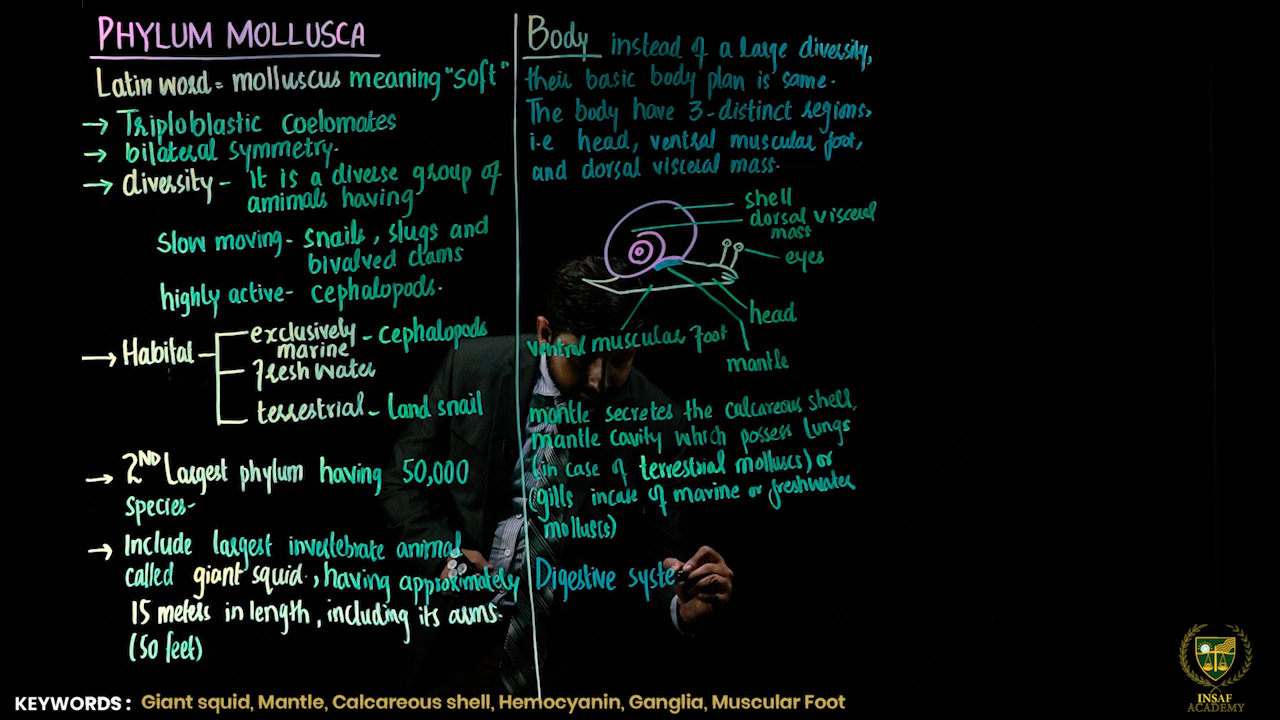 PHYLUM MOLLUSCA
Latin word = molluscus meaning "soft"
→ Triploblastic coelomates
→ bilateral symmetry.
→ diversity - it is a diverse group of
animals having
slow moving - snails, slugs and
bivalved clams
highly active - cephalopods.
→ Habital
exclusively - cephalopods
marine
fresh water
terrestrial - land snail
→ 2ND Largest phylum having 50,000
species -
→ Include largest invertebrate animal
called giant squid, having approximately
15 meters in length, including its arms.
(50 feet)
Body instead of a large diversity,
their basic body plan is same.
The body have 3-distinct regions,
i.e head, ventral muscular foot,
and dorsal visceral mass.
shell
dorsal visceral
mass
eyes
head
ventral muscular foot
mantle
mantle secretes the calcareous shell,
mantle cavity which possess lungs
(in case of terrestrial molluscs) or
(gills incase of marine or freshwater
molluscs)
Digestive syste
KEYWORDS : Giant squid, Mantle, Calcareous shell, Hemocyanin, Ganglia, Muscular Foot
INSAF
ACADEMY